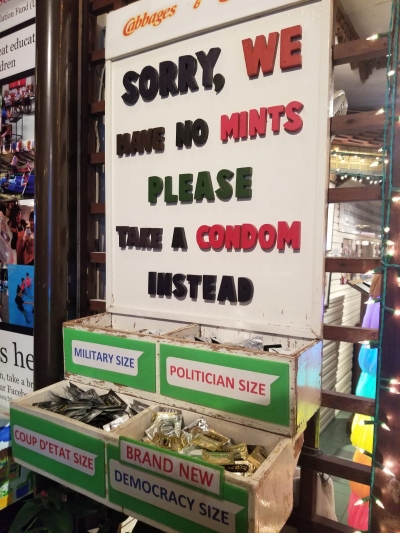 Cabbages &
SORRY, WE
HAVE NO MINTS
PLEASE
TAKE A CONDOM
INSTEAD
MILITARY SIZE
POLITICIAN SIZE
COUP D'ETAT SIZE
BRAND NEW
DEMOCRACY SIZE